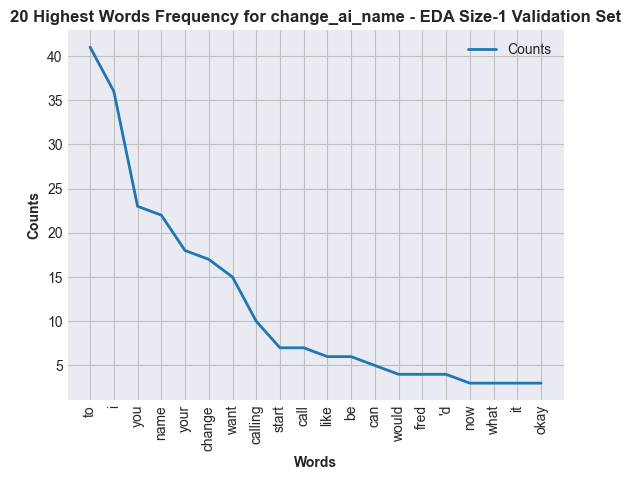 20 Highest Words Frequency for change_ai_name - EDA Size-1 Validation Set
Counts
40
35
30
25
20
15
10
5
Counts
to
i
you
name
your
change
want
calling
start
call
like
be
can
would
fred
'd
now
what
it
okay
Words